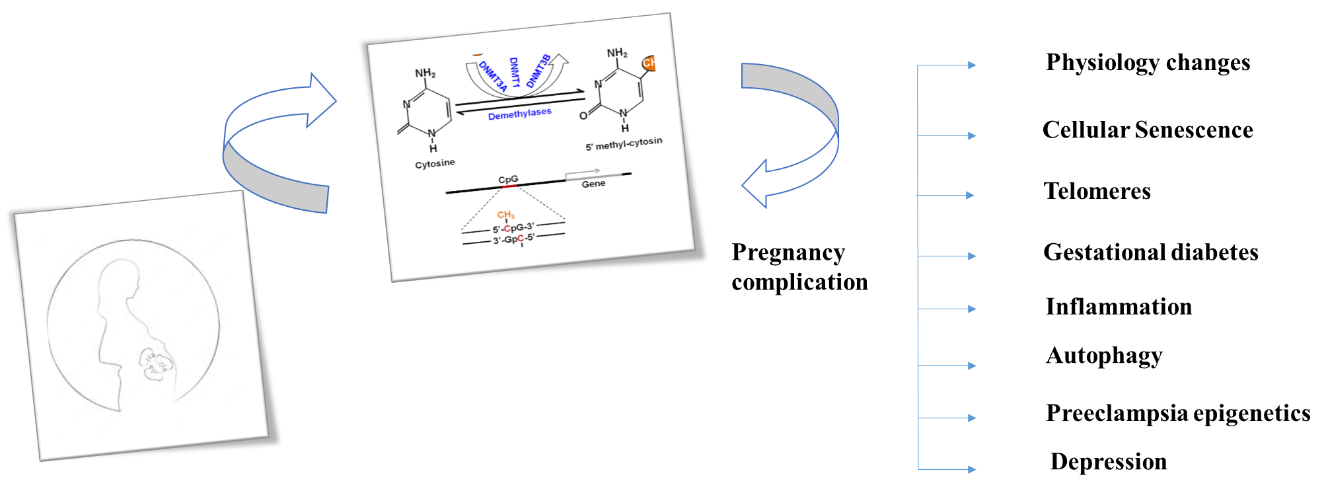 NH₂
N
N
H
Cytosine
DNMT3A
DNMT1
DNMT3B
Demethylases
NH₂
N
O
N
H
5' methyl-cytosin
CpG
Gene
CH₃
5'-CpG-3'
3'-GpC-5'
Pregnancy
complication
Physiology changes
Cellular Senescence
Telomeres
Gestational diabetes
Inflammation
Autophagy
Preeclampsia epigenetics
Depression